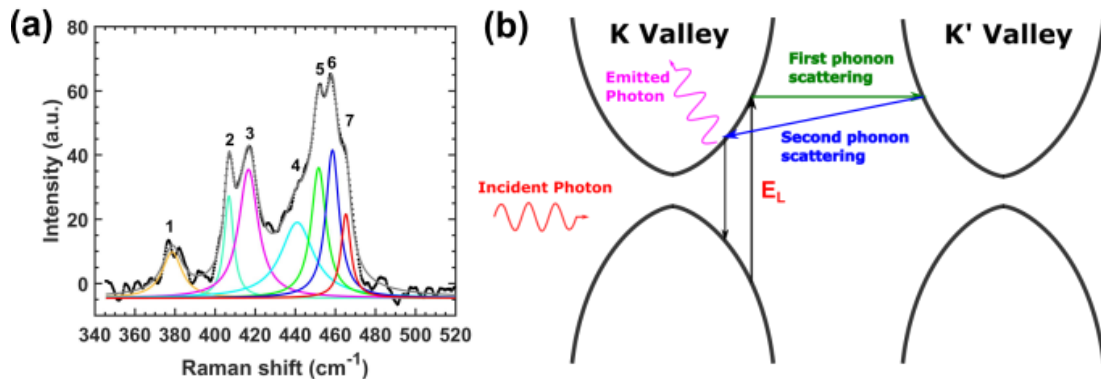 (a)
80
60
40
20
0
Intensity (a.u.)
1
2
3
4
5
6
7
340 360 380 400 420 440 460 480 500 520
Raman shift (cm⁻¹)
(b)
K Valley
K' Valley
First phonon
scattering
Emitted
Photon
Second phonon
scattering
Incident Photon
E_L